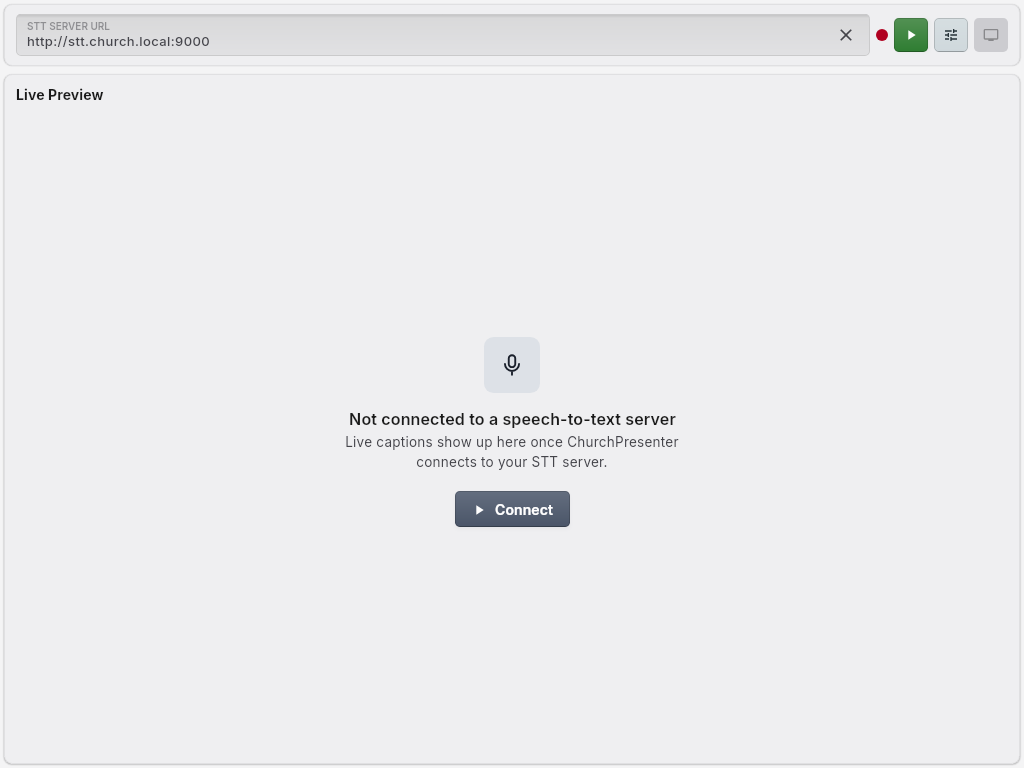 STT SERVER URL
http://stt.church.local:9000
Live Preview
Not connected to a speech-to-text server
Live captions show up here once ChurchPresenter
connects to your STT server.
Connect